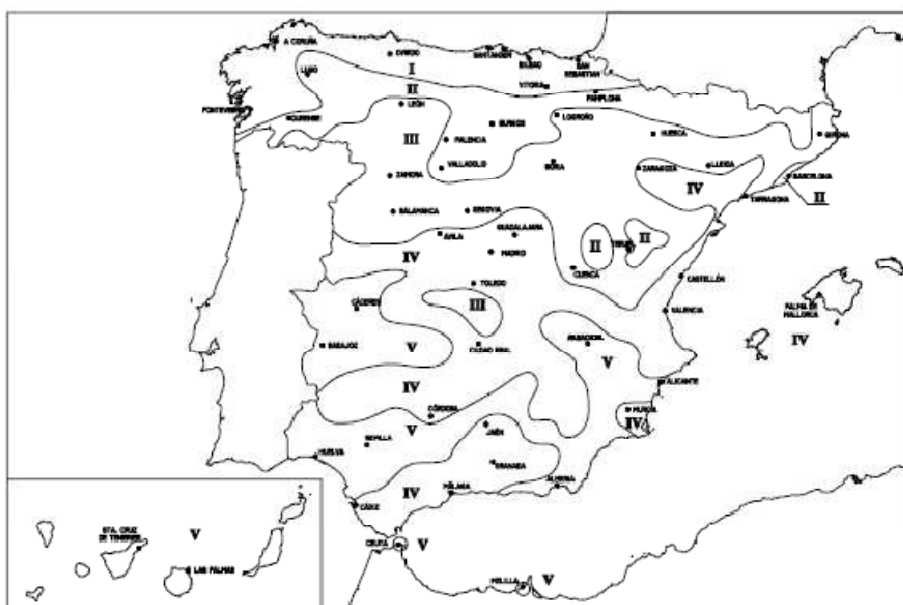 A CORUÑA
OVIEDO
SANTANDER
BILBAO
SAN
SEBASTIAN
LUGO
I
VITORIA
II
PAMPLONA
PONTEVEDRA
LEÓN
OURENSE
BURGOS
LOGROÑO
III
PALENCIA
HUESCA
GIRONA
VALLADOLID
SORIA
ZARAGOZA
LLEIDA
ZAMORA
IV
BARCELONA
II
TARRAGONA
SALAMANCA
SEGOVIA
GUADALAJARA
AVILA
II
II
TERUEL
IV
MADRID
CUENCA
CASTELLÓN
TOLEDO
CÁCERES
III
VALENCIA
PALMA DE
MALLORCA
BADAJOZ
V
CIUDAD REAL
ALBACETE
V
IV
IV
ALICANTE
CÓRDOBA
MURCIA
IV
V
JAÉN
SEVILLA
HUELVA
GRANADA
ALMERIA
MÁLAGA
IV
CÁDIZ
STA. CRUZ
DE TENERIFE
V
LAS PALMAS
CEUTA
V
MELILLA
V